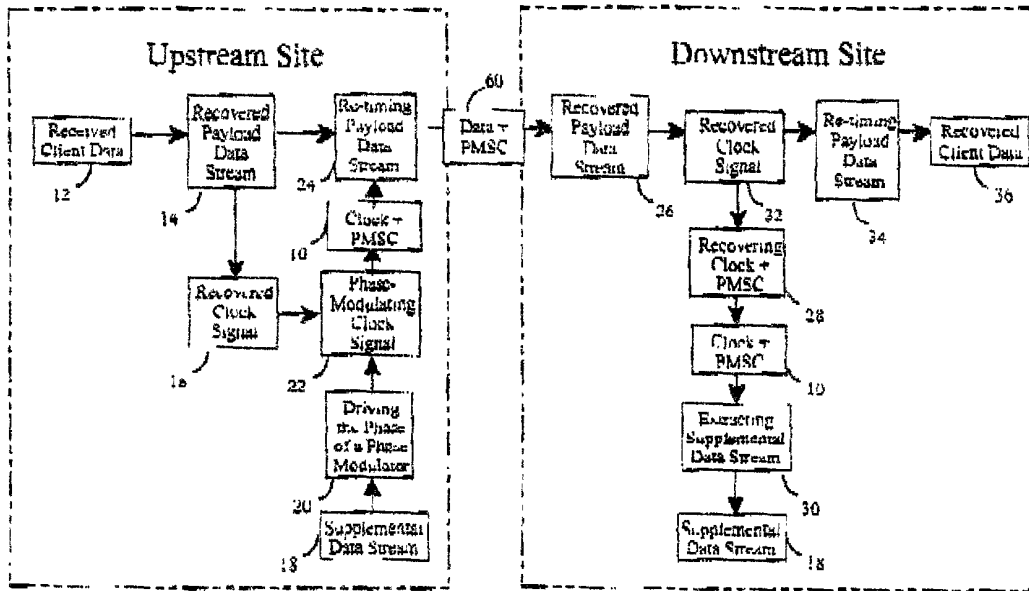 Upstream Site
Received
Client Data
12
Recovered
Payload
Data
Stream
14
Re-timing
Payload
Data
Stream
24
Clock +
PMSC
10
Recovered
Clock
Signal
16
Phase-
Modulating
Clock
Signal
22
Driving
the Phase
of a Phase
Modulator
20
Supplemental
Data Stream
18
60
Data +
PMSC
Downstream Site
Recovered
Payload
Data
Stream
26
Recovered
Clock
Signal
32
Re-timing
Payload
Data
Stream
34
Recovered
Client Data
36
Recovering
Clock +
PMSC
28
Clock +
PMSC
10
Extracting
Supplemental
Data Stream
30
Supplemental
Data Stream
18